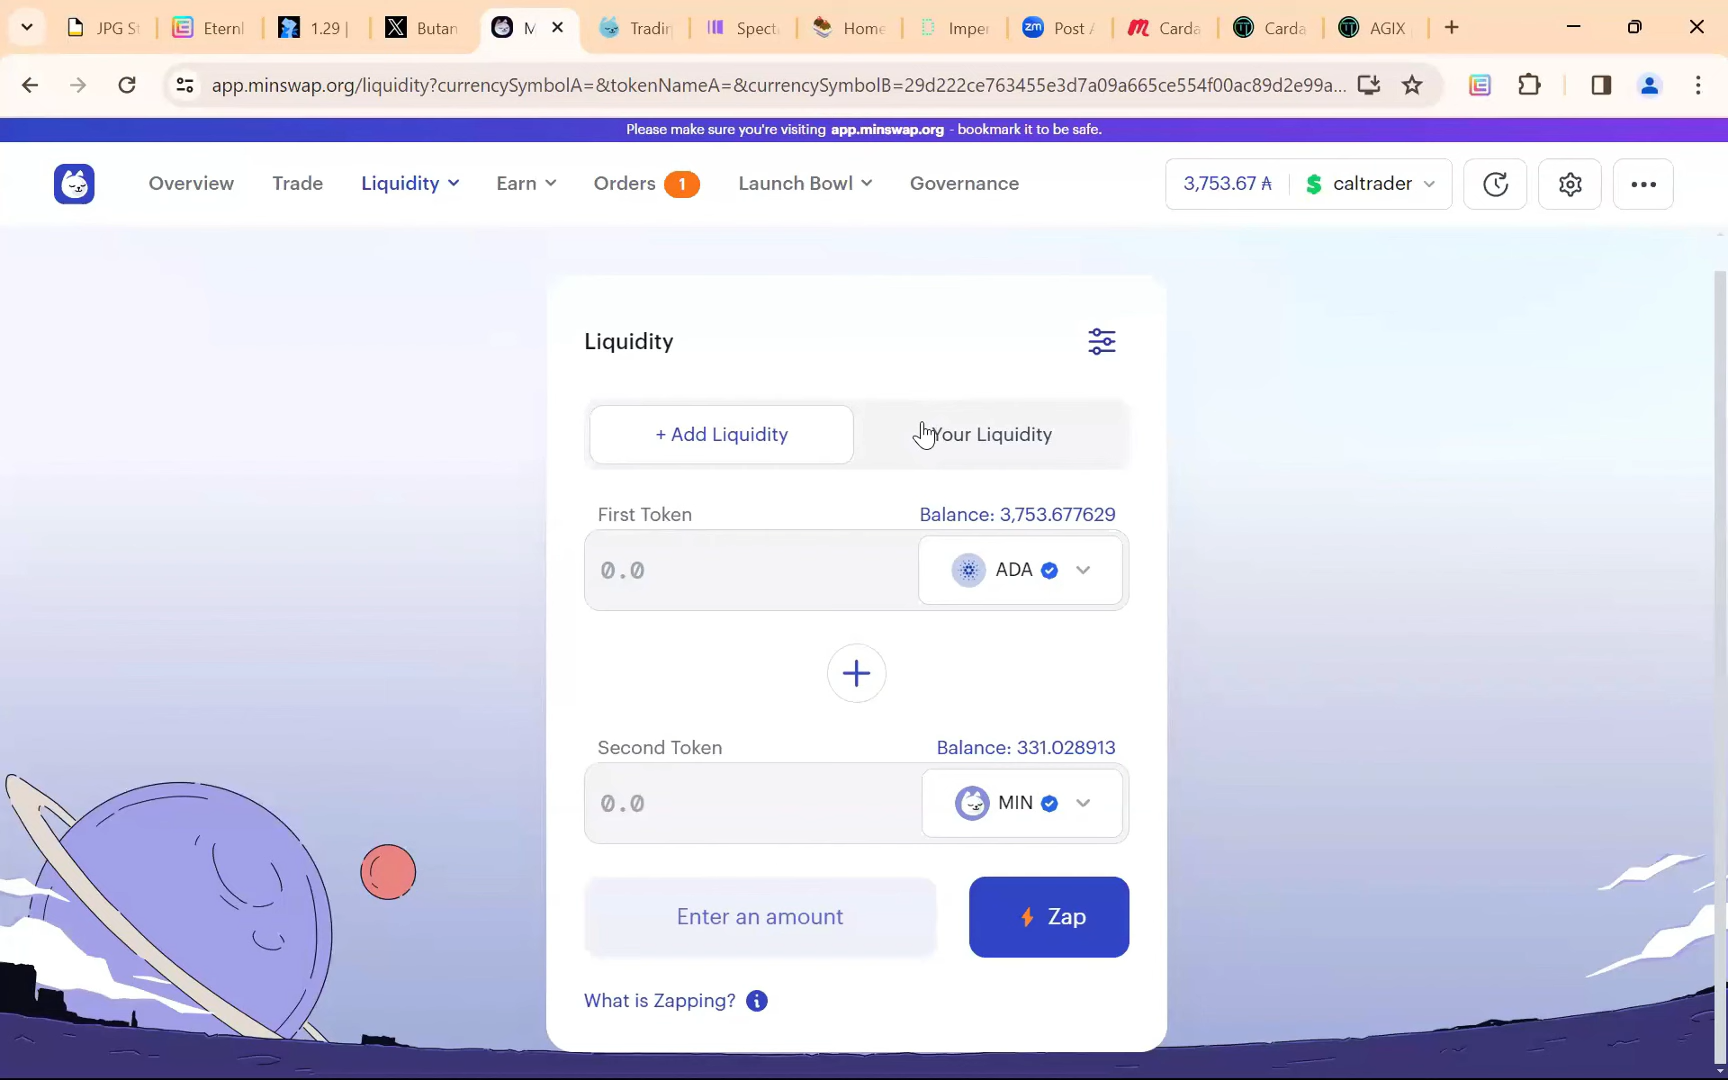 JPG St
Eternl
1.29 |
Butan
M
Tradin
Spect
Home
Imper
Post A
Carda
Carda
AGIX
app.minswap.org/liquidity?currencySymbolA=&tokenNameA=&currencySymbolB=29d222ce763455e3d7a09a665ce554f00ac89d2e99a...
Please make sure you're visiting app.minswap.org - bookmark it to be safe.
Overview Trade Liquidity Earn Orders 1 Launch Bowl Governance 3,753.67 ₳ caltrader
Liquidity
+ Add Liquidity Your Liquidity
First Token Balance: 3,753.677629
0.0 ADA
Second Token Balance: 331.028913
0.0 MIN
Enter an amount Zap
What is Zapping?